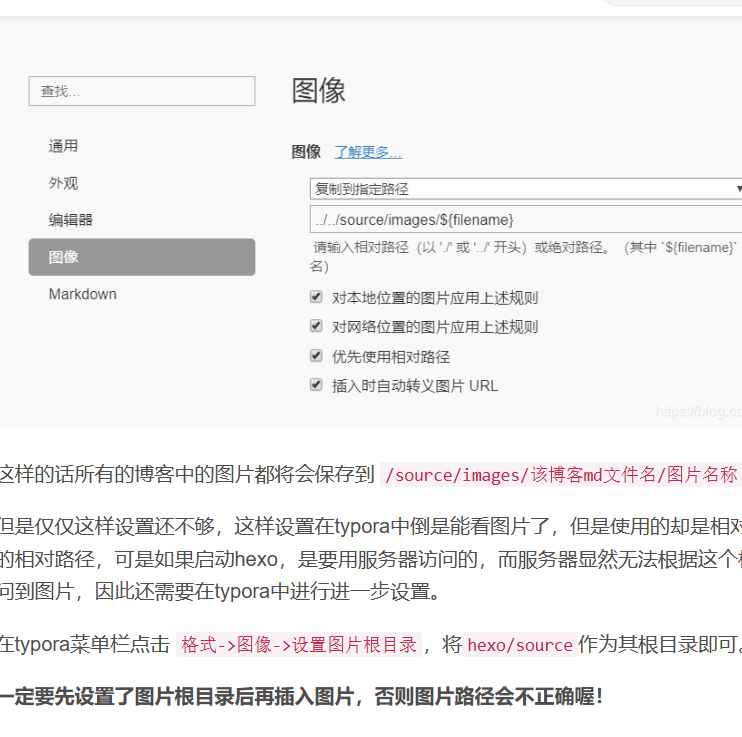 查找...
图像
图像 了解更多...
通用
外观
编辑器
图像
Markdown
复制到指定路径
../../source/images/${filename}
请输入相对路径（以 './' 或 '../' 开头）或绝对路径。（其中 `${filename}`
名）
对本地位置的图片应用上述规则
对网络位置的图片应用上述规则
优先使用相对路径
插入时自动转义图片 URL
https://blog.cs
这样的话所有的博客中的图片都将会保存到 /source/images/该博客md文件名/图片名称
但是仅仅这样设置还不够，这样设置在typora中倒是能看图片了，但是使用的却是相对
的相对路径，可是如果启动hexo，是要用服务器访问的，而服务器显然无法根据这个
问到图片，因此还需要在typora中进行进一步设置。
在typora菜单栏点击 格式->图像->设置图片根目录 ，将 hexo/source 作为其根目录即可。
一定要先设置了图片根目录后再插入图片，否则图片路径会不正确喔！